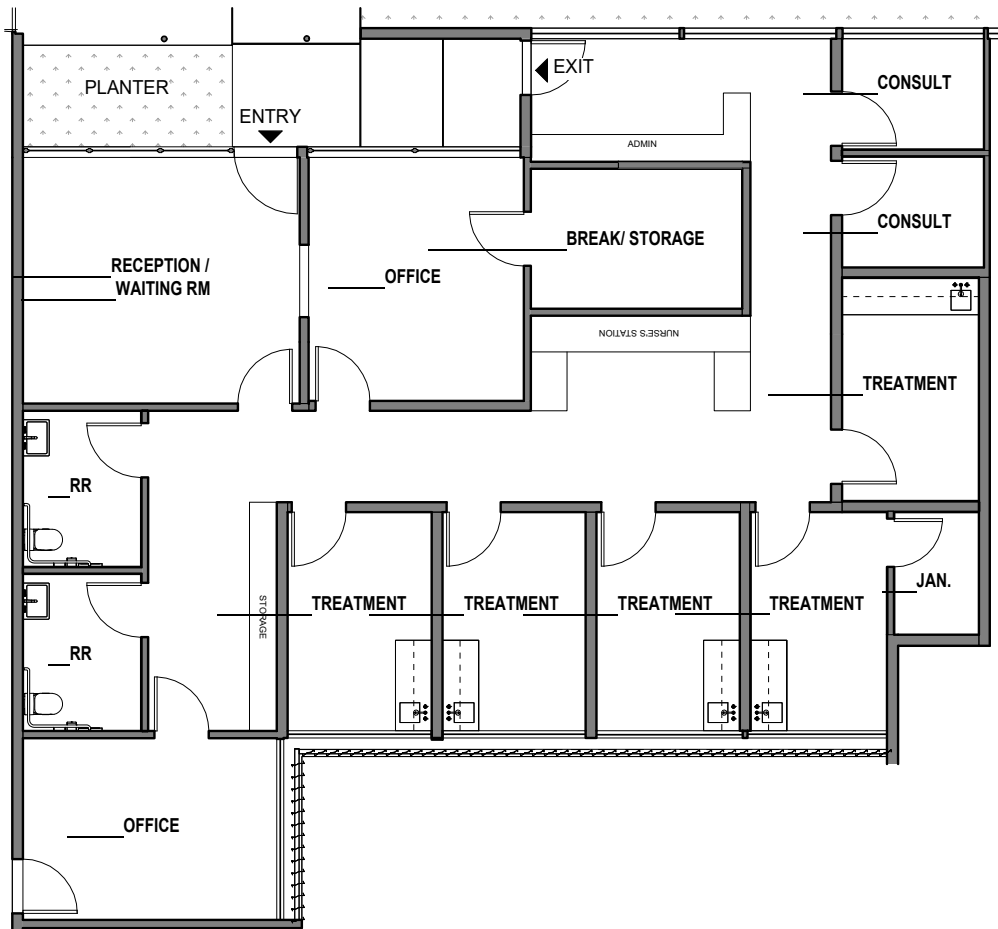 PLANTER
ENTRY
EXIT
CONSULT
ADMIN
CONSULT
BREAK/ STORAGE
RECEPTION /
WAITING RM
OFFICE
NURSE'S STATION
TREATMENT
RR
JAN.
STORAGE
TREATMENT
TREATMENT
TREATMENT
TREATMENT
RR
OFFICE